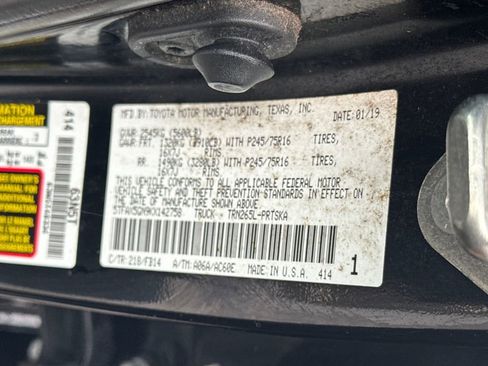 MFD.BY:TOYOTA MOTOR MANUFACTURING, TEXAS, INC. DATE:01/19
GVWR: 2545KG (5600LB)
GAWR:FRT. 1320KG (2910LB) WITH P245/75R16 TIRES,
16X7J RIMS
RR. 1490KG (3280LB) WITH P245/75R16 TIRES,
16X7J RIMS
THIS VEHICLE CONFORMS TO ALL APPLICABLE FEDERAL MOTOR
VEHICLE SAFETY AND THEFT PREVENTION STANDARDS IN EFFECT ON
THE DATE OF MANUFACTURE SHOWN ABOVE.
TRUCK - TRN265L-PRTSKA
C/TR:218/FB14 A/TM:A06A/AC60E MADE IN U.S.A. 414 1
414
63M5T